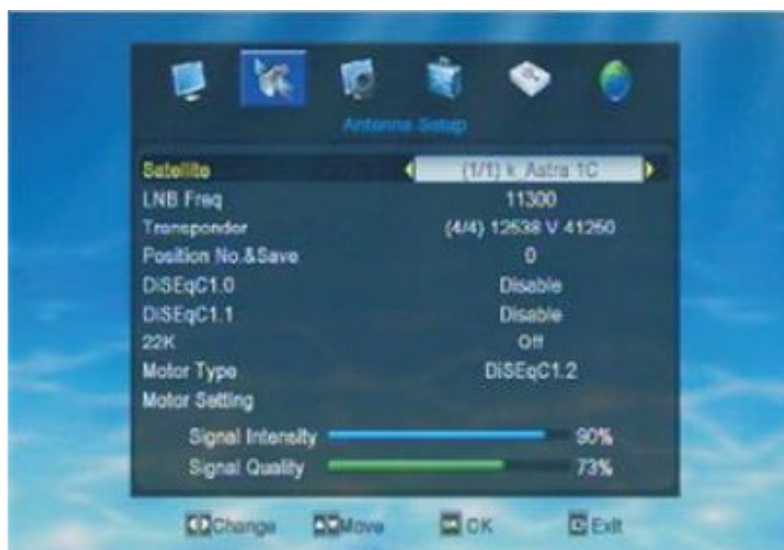 Antenna Setup
Satellite (1/1) k Astra 1C
LNB Freq 11300
Transponder (4/4) 12538 V 41250
Position No.&Save 0
DiSEqC1.0 Disable
DiSEqC1.1 Disable
22K Off
Motor Type DiSEqC1.2
Motor Setting
Signal Intensity 90%
Signal Quality 73%
Change Move OK Exit